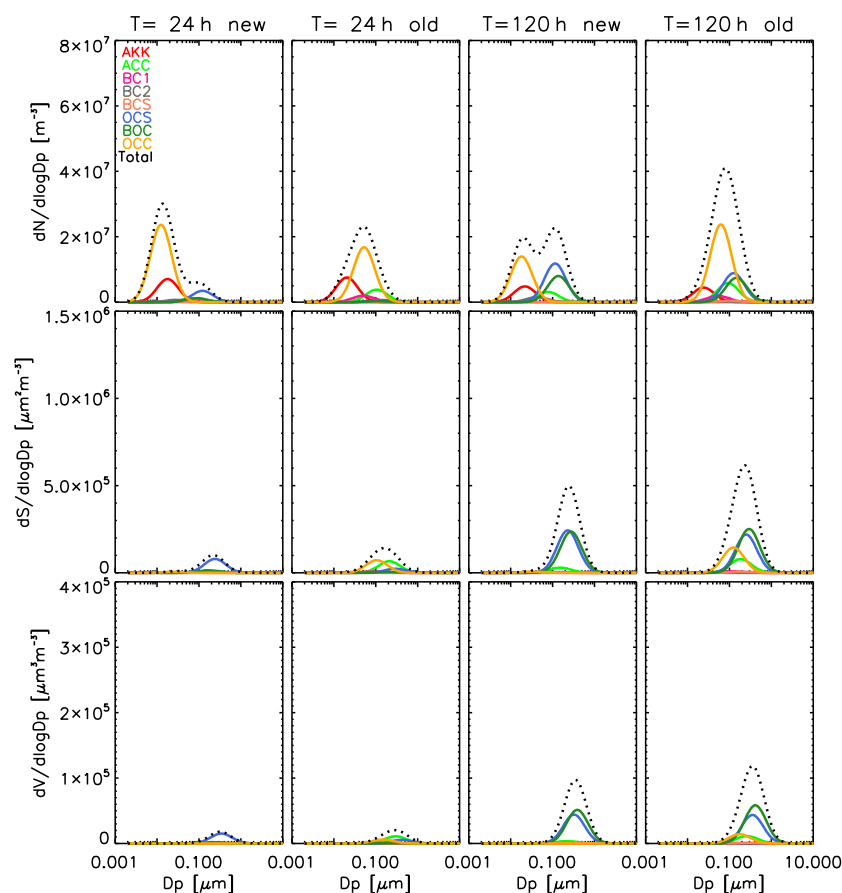 T= 24 h new T= 24 h old T=120 h new T=120 h old
8×10⁷
6×10⁷
4×10⁷
2×10⁷
0
dN/dlogDp [m⁻³]
AKK
ACC
BC1
BC2
BCS
OCS
BOC
OCC
Total
1.5×10⁶
1.0×10⁶
5.0×10⁵
0
dS/dlogDp [μm²m⁻³]
4×10⁵
3×10⁵
2×10⁵
1×10⁵
0
dV/dlogDp [μm³m⁻³]
0.001 0.100 0.001 0.100 0.001 0.100 0.001 0.100 10.000
Dp [μm] Dp [μm] Dp [μm] Dp [μm]